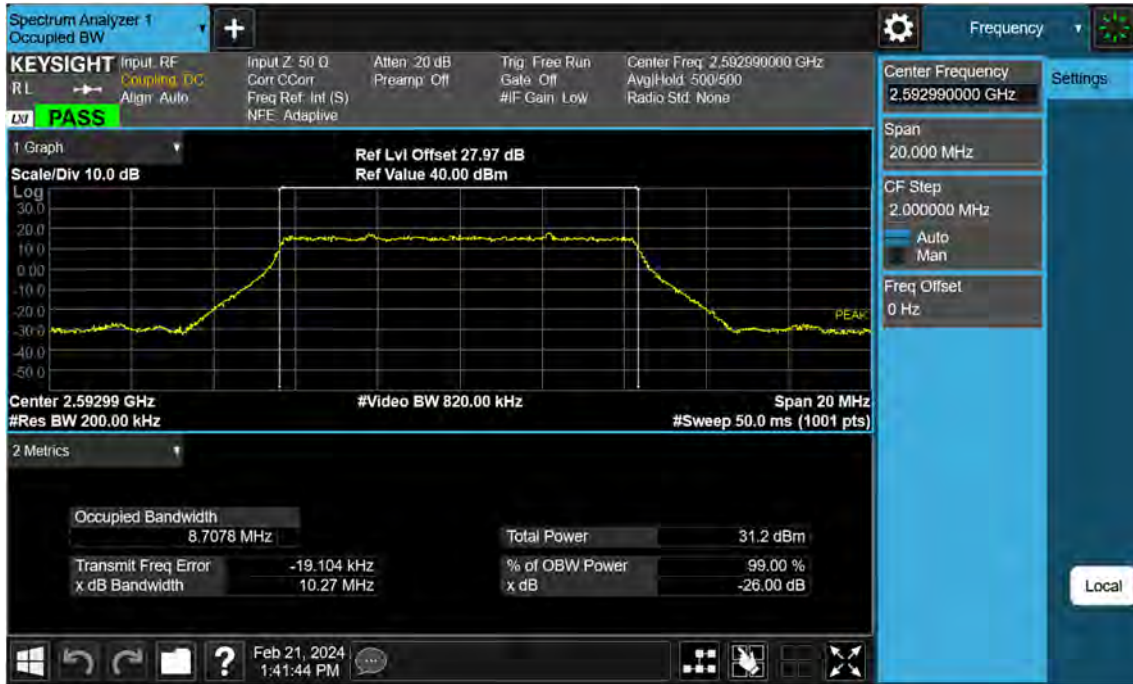 Spectrum Analyzer 1
Occupied BW
+
Frequency
KEYSIGHT
RL
LXI
PASS
Input: RF
Coupling: DC
Align: Auto
Input Z: 50 Ω
Corr CCorr
Freq Ref: Int (S)
NFE: Adaptive
Atten: 20 dB
Preamp: Off
Trig: Free Run
Gate: Off
#IF Gain: Low
Center Freq: 2.592990000 GHz
Avg|Hold: 500/500
Radio Std: None
1 Graph
Scale/Div 10.0 dB
Ref Lvl Offset 27.97 dB
Ref Value 40.00 dBm
Log
30.0
20.0
10.0
0.00
-10.0
-20.0
-30.0
-40.0
-50.0
PEAK
Center 2.59299 GHz
#Video BW 820.00 kHz
Span 20 MHz
#Res BW 200.00 kHz
#Sweep 50.0 ms (1001 pts)
2 Metrics
Occupied Bandwidth
8.7078 MHz
Total Power 31.2 dBm
Transmit Freq Error -19.104 kHz
% of OBW Power 99.00 %
x dB Bandwidth 10.27 MHz
x dB -26.00 dB
Center Frequency
2.592990000 GHz
Span
20.000 MHz
CF Step
2.000000 MHz
Auto
Man
Freq Offset
0 Hz
Settings
Local
?
Feb 21, 2024
1:41:44 PM